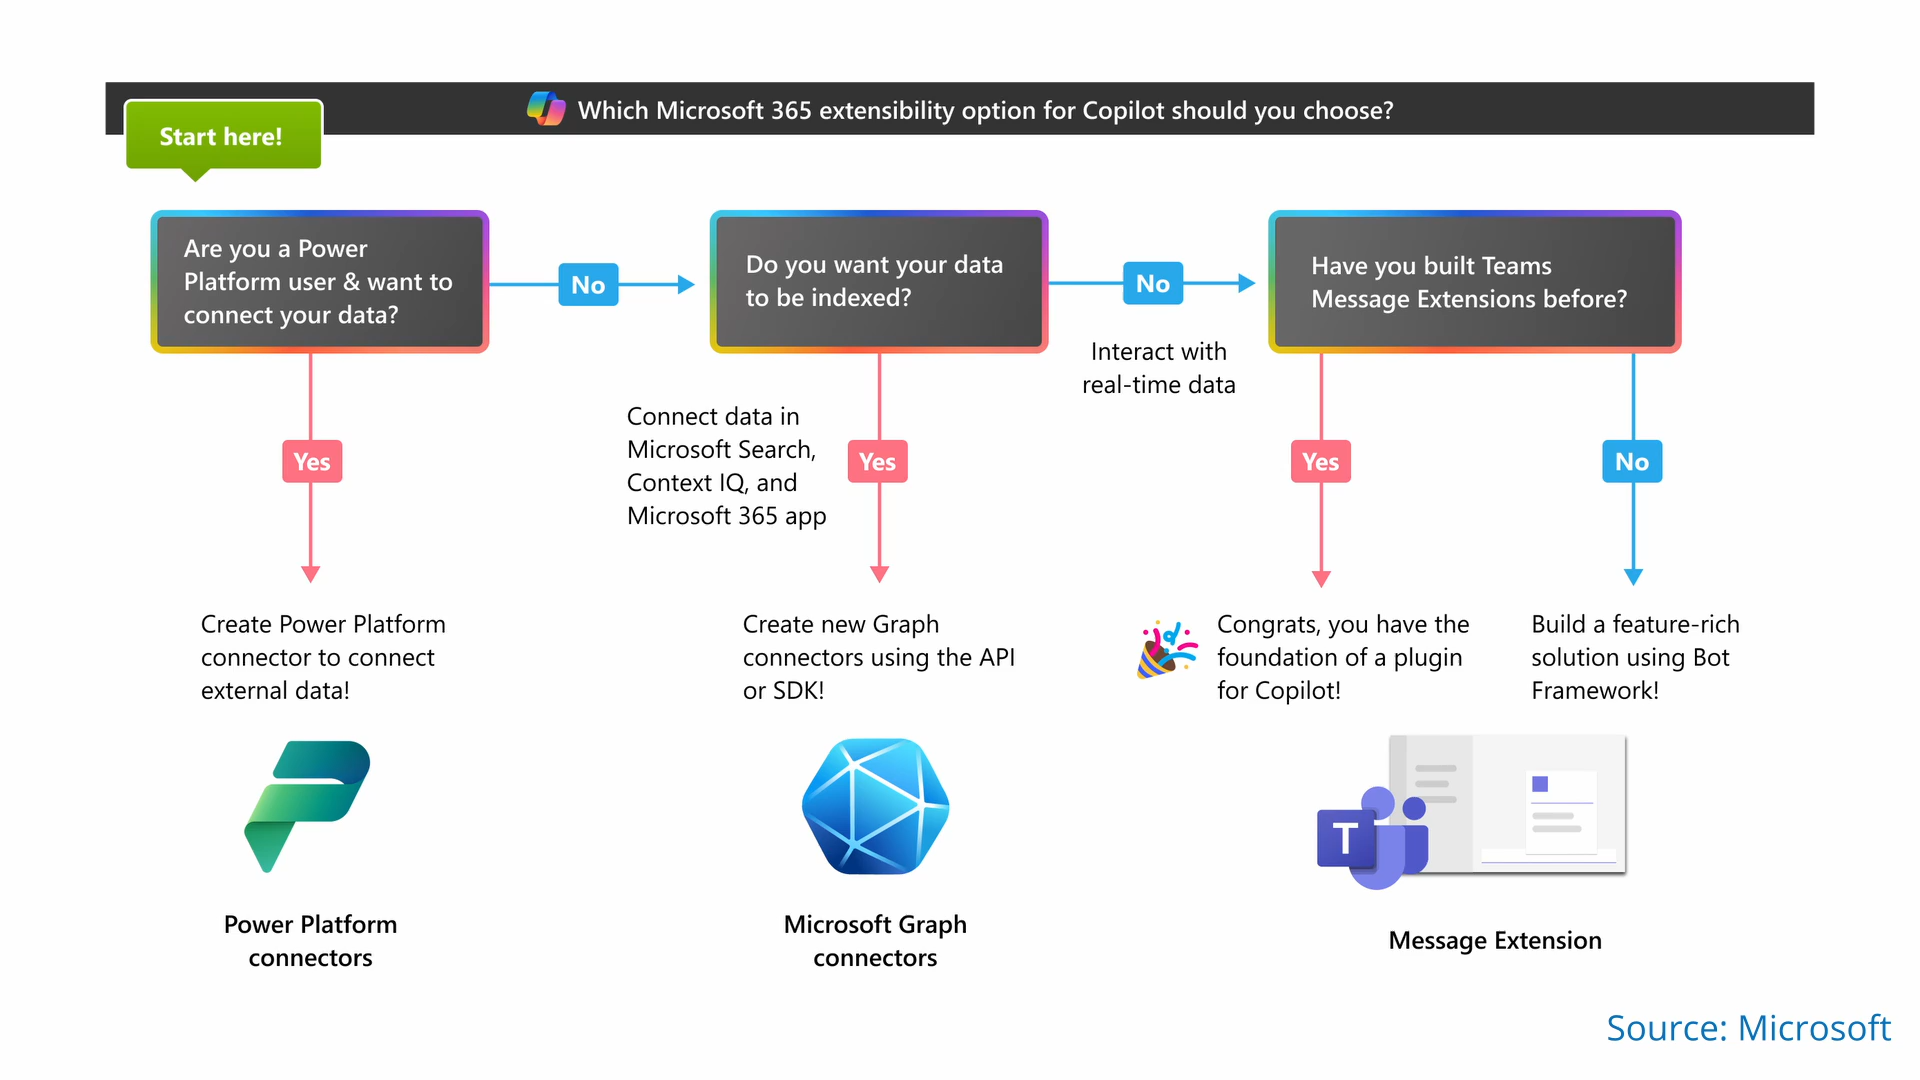 Which Microsoft 365 extensibility option for Copilot should you choose?
Start here!
Are you a Power
Platform user & want to
connect your data?
No
Do you want your data
to be indexed?
No
Interact with
real-time data
Have you built Teams
Message Extensions before?
Yes
Connect data in
Microsoft Search,
Context IQ, and
Microsoft 365 app
Yes
Yes
No
Create Power Platform
connector to connect
external data!
Create new Graph
connectors using the API
or SDK!
Congrats, you have the
foundation of a plugin
for Copilot!
Build a feature-rich
solution using Bot
Framework!
T
Power Platform
connectors
Microsoft Graph
connectors
Message Extension
Source: Microsoft